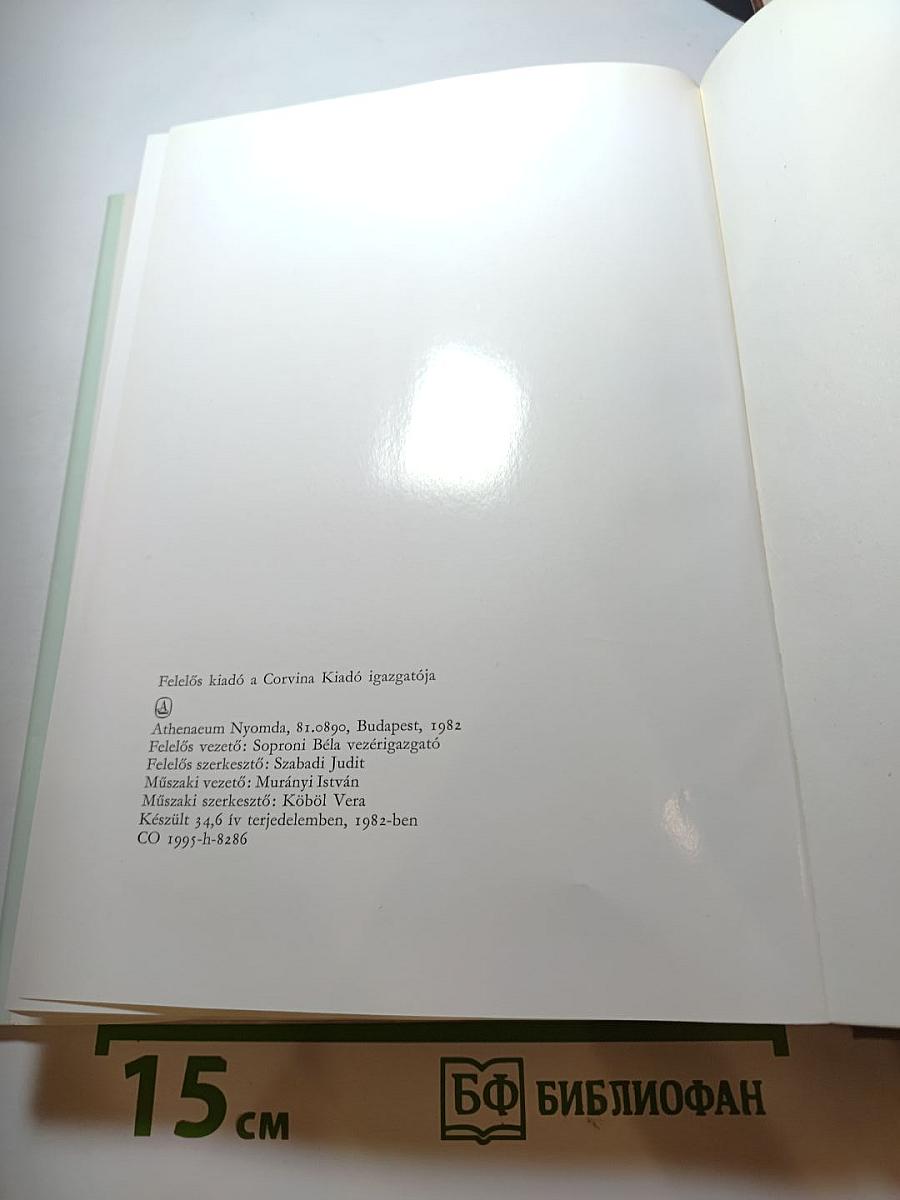 Felelős kiadó a Corvina Kiadó igazgatója
A
Athenaeum Nyomda, 81.0890, Budapest, 1982
Felelős vezető: Soproni Béla vezérigazgató
Felelős szerkesztő: Szabadi Judit
Műszaki vezető: Murányi István
Műszaki szerkesztő: Köböl Vera
Készült 34,6 ív terjedelemben, 1982-ben
CO 1995-h-8286
15 см
БФ БИБЛИОФАН